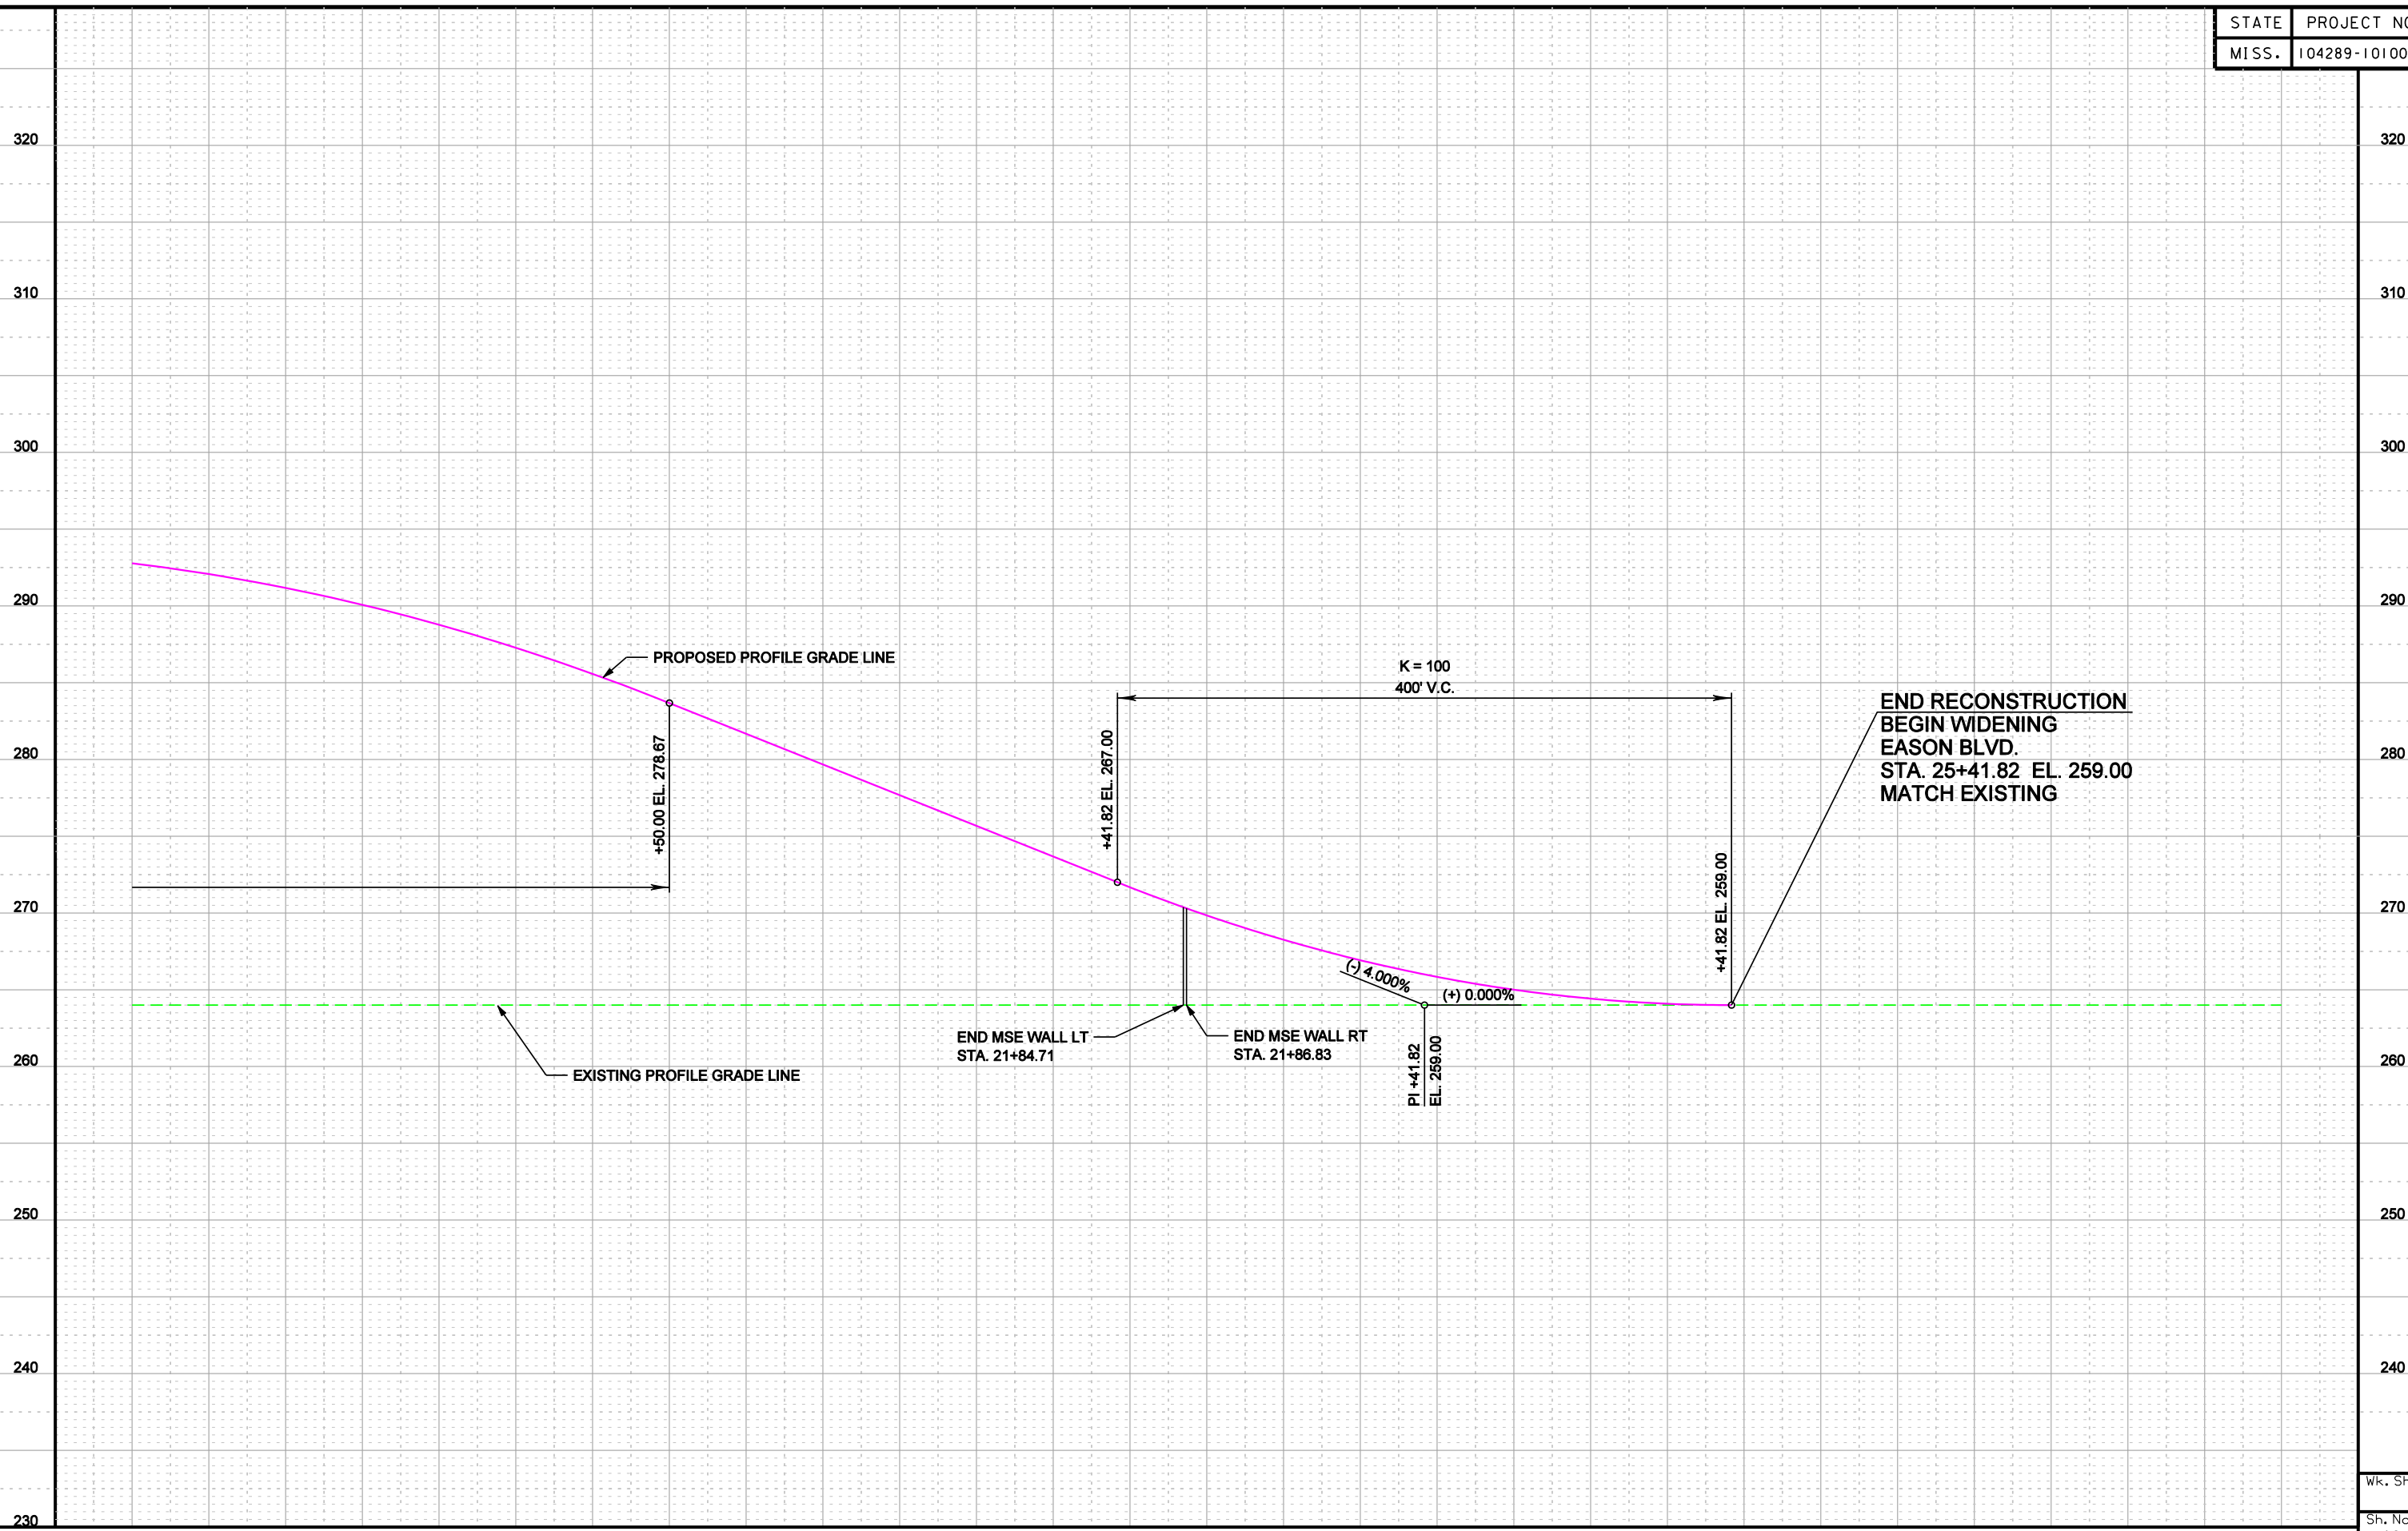 STATE PROJECT NO
MISS. 104289-10100
320 320
310 310
300 300
290 290
PROPOSED PROFILE GRADE LINE
K = 100
400' V.C.
END RECONSTRUCTION
BEGIN WIDENING
EASON BLVD.
STA. 25+41.82 EL. 259.00
MATCH EXISTING
280 280
+50.00 EL. 278.67
+41.82 EL. 267.00
+41.82 EL. 259.00
270 270
(-) 4.000%
(+) 0.000%
END MSE WALL LT
STA. 21+84.71
END MSE WALL RT
STA. 21+86.83
PI +41.82
EL. 259.00
260 260
EXISTING PROFILE GRADE LINE
250 250
240 240
230
Wk. Sh
Sh. No